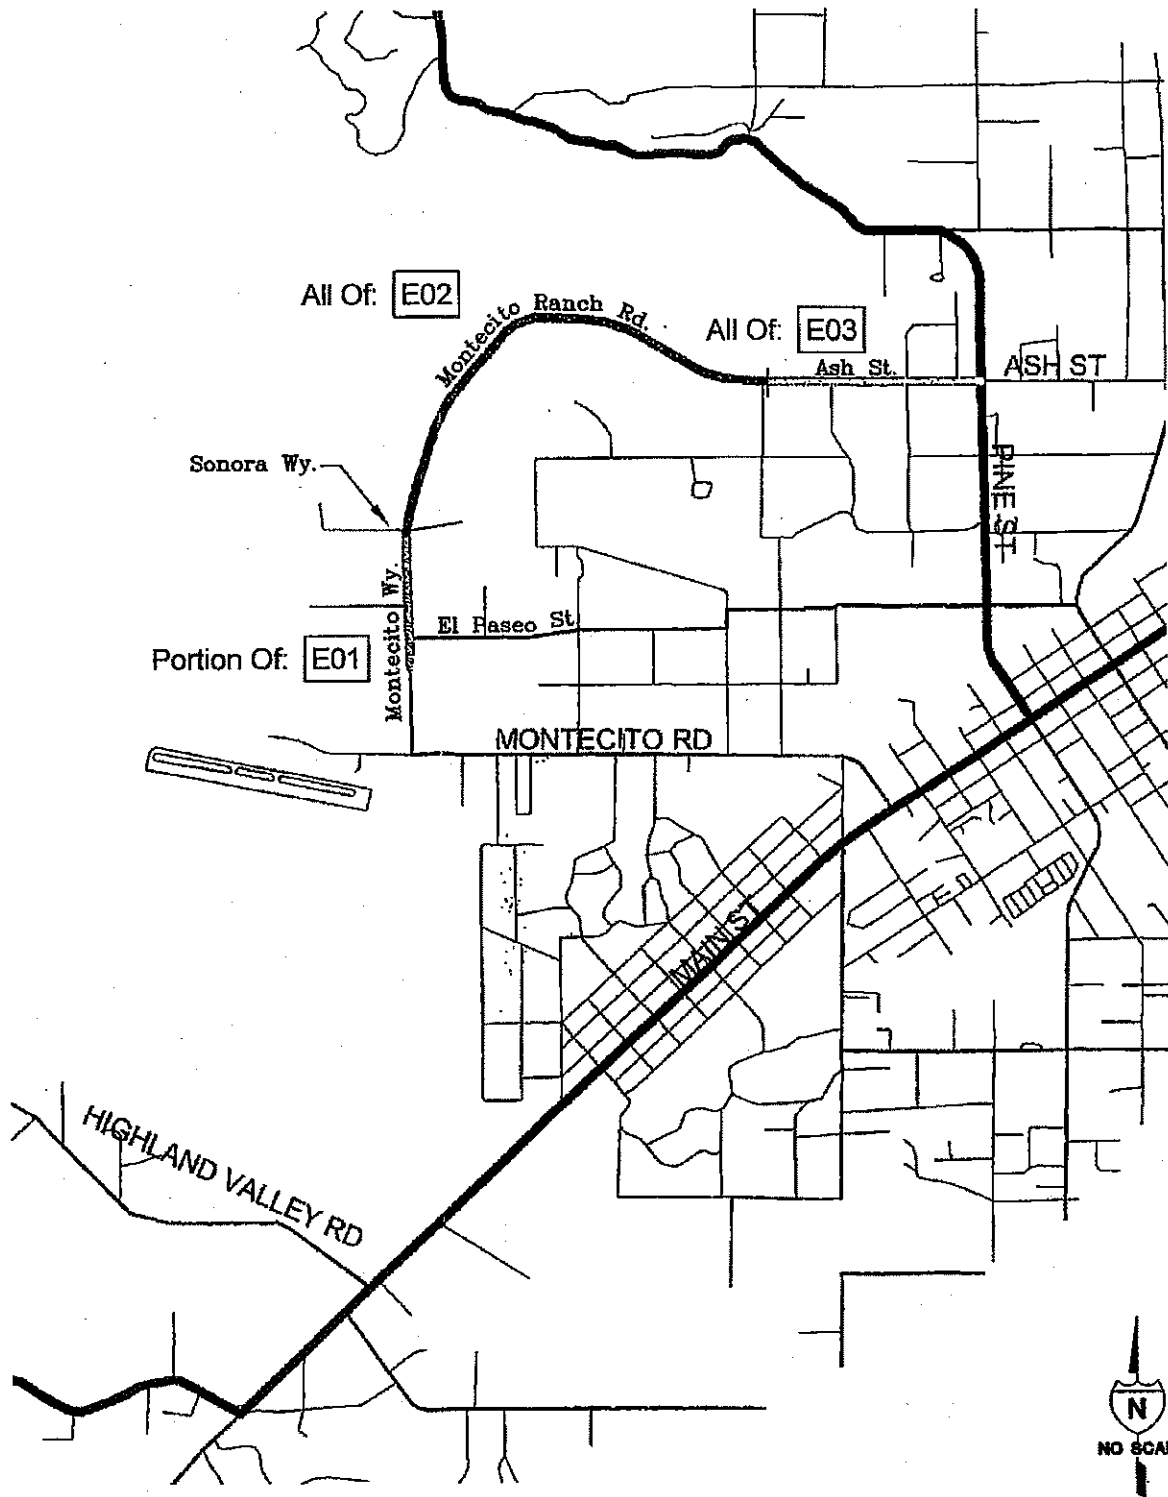 All Of: E02
Montecito Ranch Rd.
All Of: E03
Ash St.
ASH ST
Sonora Wy.
PINE ST
Montecito Wy.
El Paseo St.
Portion Of: E01
MONTECITO RD
MAIN ST
HIGHLAND VALLEY RD
N
NO SCA